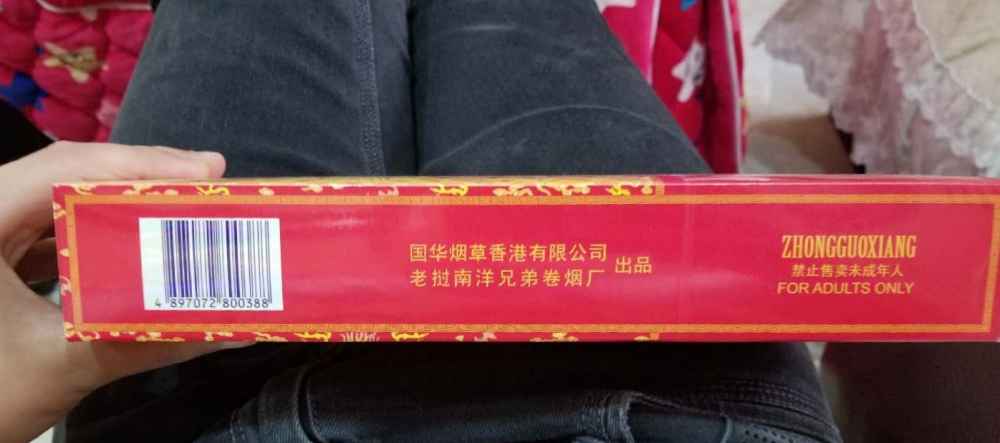 4 897072 800388
国华烟草香港有限公司
老挝南洋兄弟卷烟厂
出品
ZHONGGUOXIANG
禁止售卖未成年人
FOR ADULTS ONLY